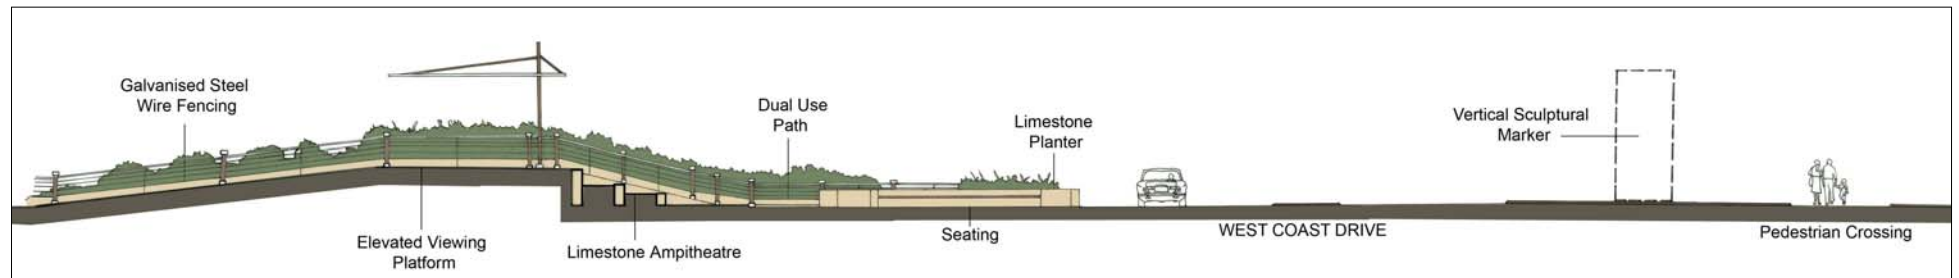 Galvanised Steel
Wire Fencing
Dual Use
Path
Limestone
Planter
Vertical Sculptural
Marker
Elevated Viewing
Platform
Limestone Ampitheatre
Seating
WEST COAST DRIVE
Pedestrian Crossing